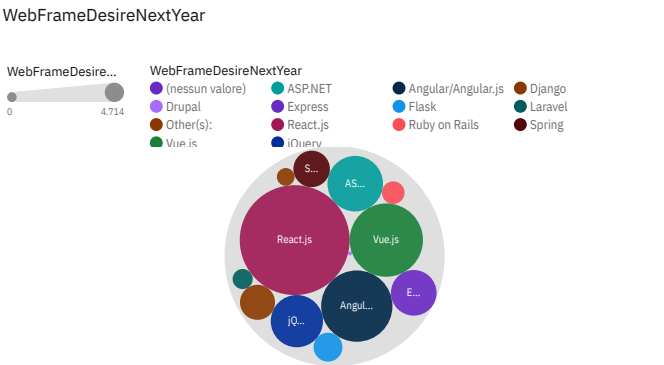 WebFrameDesireNextYear
WebFrameDesire...
0 4.714
WebFrameDesireNextYear
(nessun valore) ASP.NET Angular/Angular.js Django
Drupal Express Flask Laravel
Other(s): React.js Ruby on Rails Spring
Vue.js jQuery
S...
AS...
React.js
Vue.js
E...
Angul...
jQ...